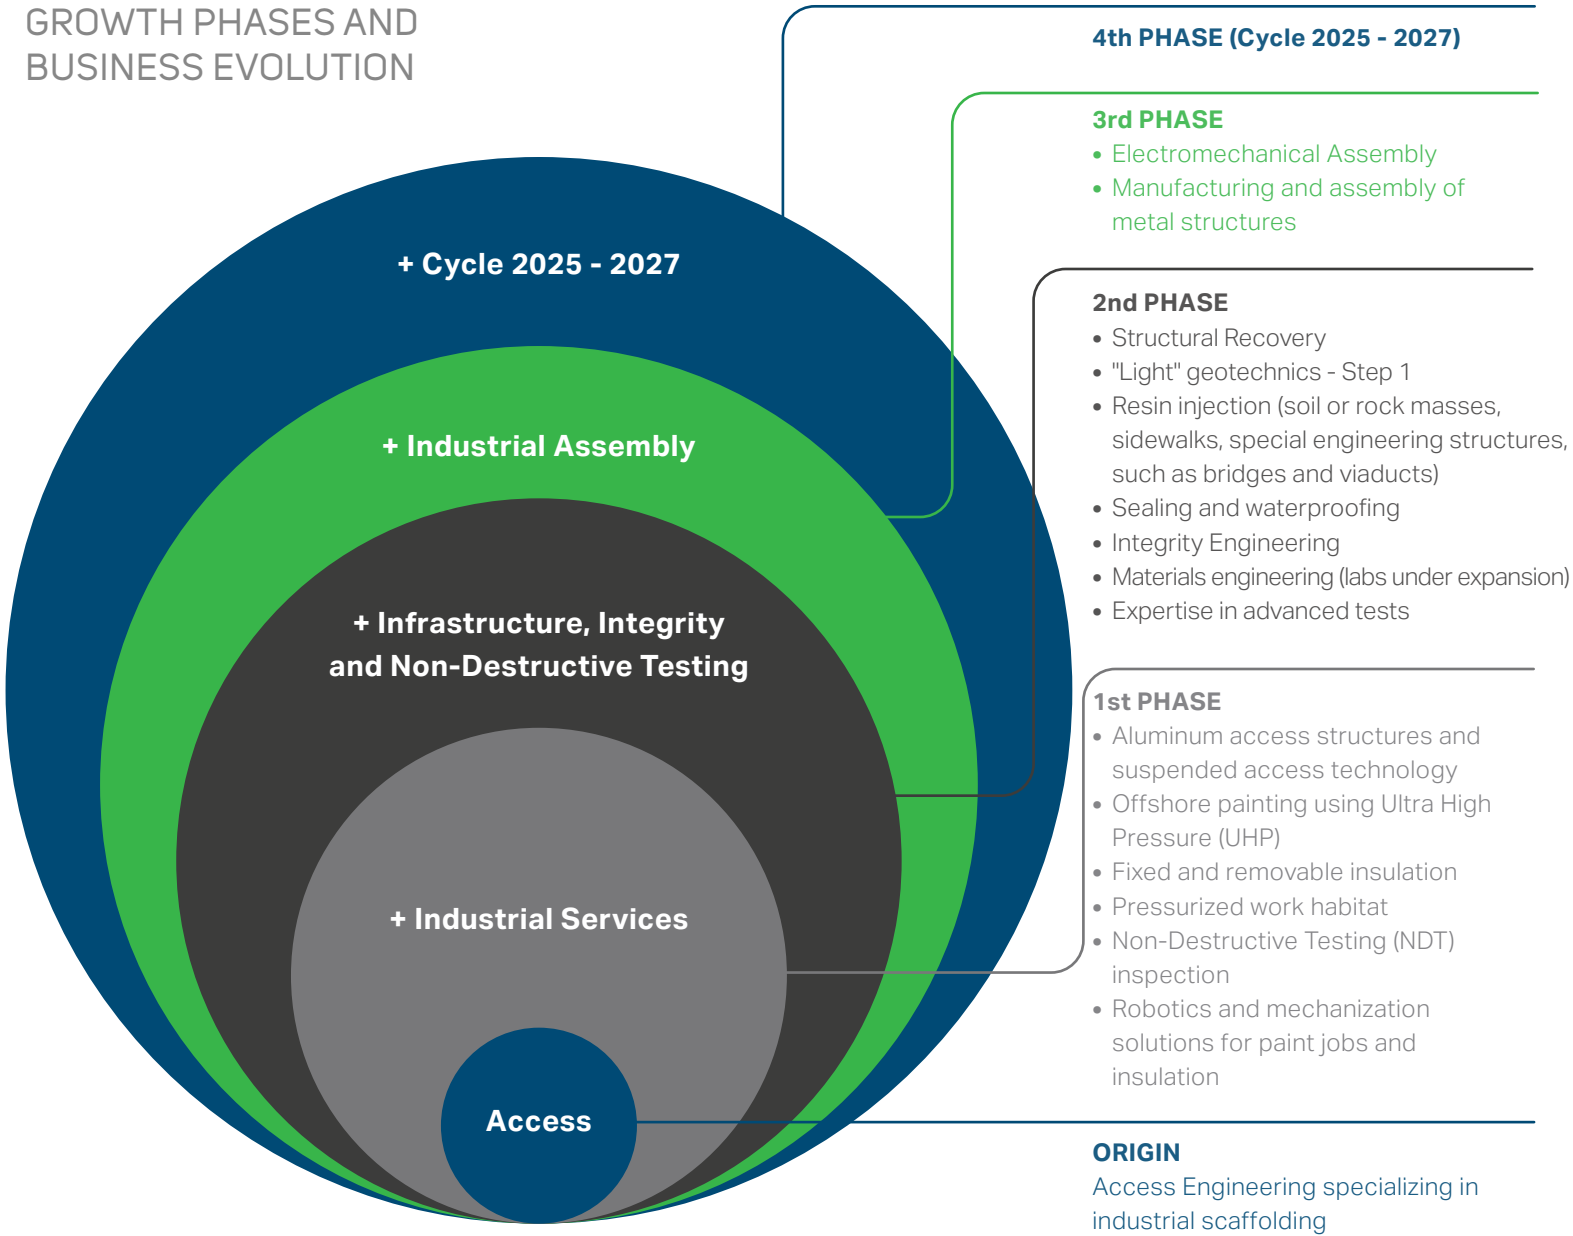 GROWTH PHASES AND
BUSINESS EVOLUTION
4th PHASE (Cycle 2025 - 2027)
3rd PHASE
• Electromechanical Assembly
• Manufacturing and assembly of
metal structures
2nd PHASE
• Structural Recovery
• "Light" geotechnics - Step 1
• Resin injection (soil or rock masses,
sidewalks, special engineering structures,
such as bridges and viaducts)
• Sealing and waterproofing
• Integrity Engineering
• Materials engineering (labs under expansion)
• Expertise in advanced tests
1st PHASE
• Aluminum access structures and
suspended access technology
• Offshore painting using Ultra High
Pressure (UHP)
• Fixed and removable insulation
• Pressurized work habitat
• Non-Destructive Testing (NDT)
inspection
• Robotics and mechanization
solutions for paint jobs and
insulation
ORIGIN
Access Engineering specializing in
industrial scaffolding
+ Cycle 2025 - 2027
+ Industrial Assembly
+ Infrastructure, Integrity
and Non-Destructive Testing
+ Industrial Services
Access